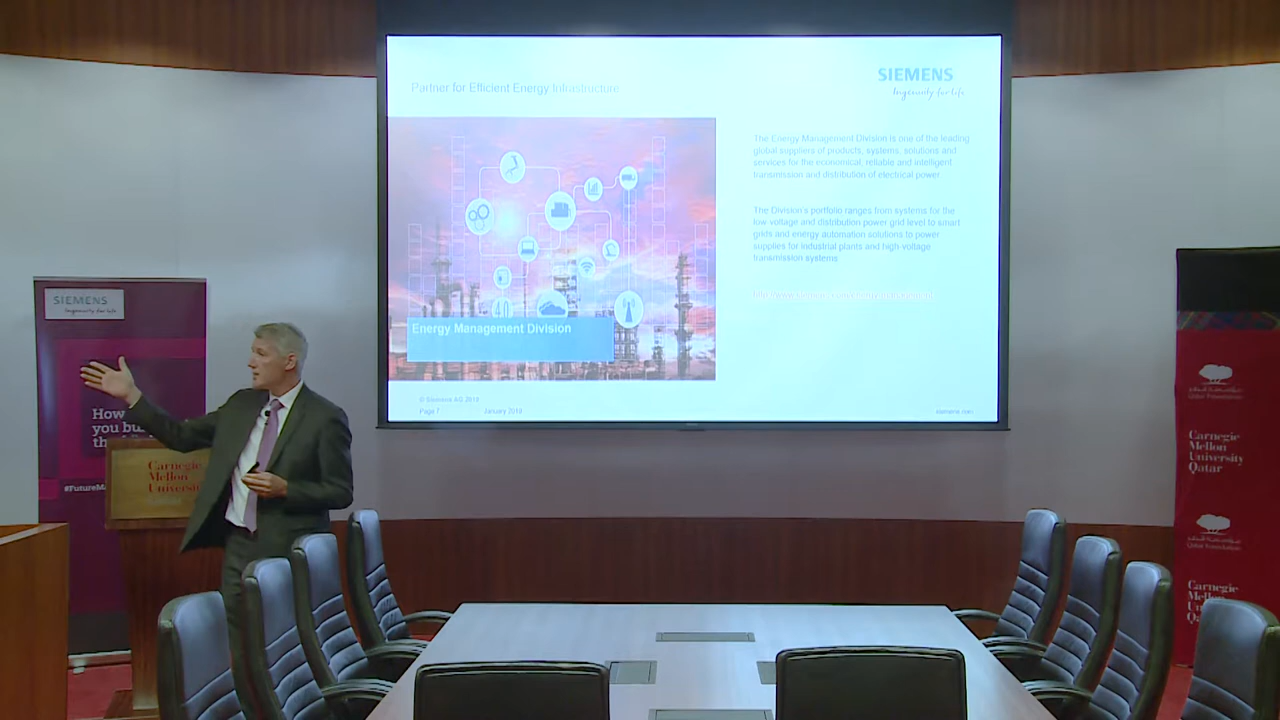 Partner for Efficient Energy Infrastructure
SIEMENS
Ingenuity for life
The Energy Management Division is one of the leading
global suppliers of products, systems, solutions and
services for the economical, reliable and intelligent
transmission and distribution of electrical power.
The Division's portfolio ranges from systems for the
low-voltage and distribution power grid level to smart
grids and energy automation solutions to power
supplies for industrial plants and high-voltage
transmission systems
Energy Management Division
© Siemens AG 2019
Page 7
January 2019
siemens.com
SIEMENS
Ingenuity for life
How
you bu
th
#FutureMa
Carnegie
Mellon
University
Qatar Foundation
Carnegie
Mellon
University
Qatar
Qatar Foundation
Carnegie
Mellon